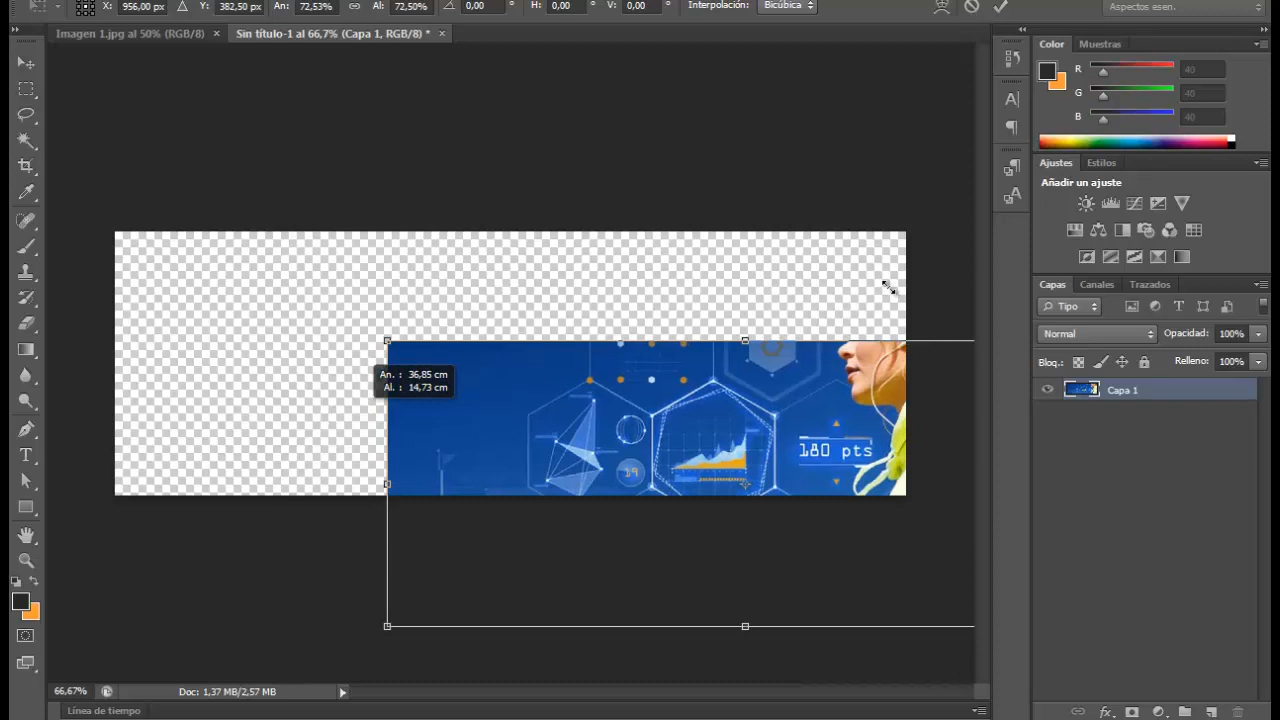 X: 956,00 px Y: 382,50 px An: 72,53% Al: 72,50% 0,00 ° H: 0,00 ° V: 0,00 ° Interpolación: Bicúbica Aspectos esen.
Imagen 1.jpg al 50% (RGB/8) × Sin título-1 al 66,7% (Capa 1, RGB/8) * ×
Color Muestras
R 40
G 40
B 40
Ajustes Estilos
Añadir un ajuste
Capas Canales Trazados
Tipo
Normal Opacidad: 100%
Bloq.: Relleno: 100%
Capa 1
An. : 36,85 cm
Al. : 14,73 cm
180 pts
19
66,67% Doc: 1,37 MB/2,57 MB
Línea de tiempo